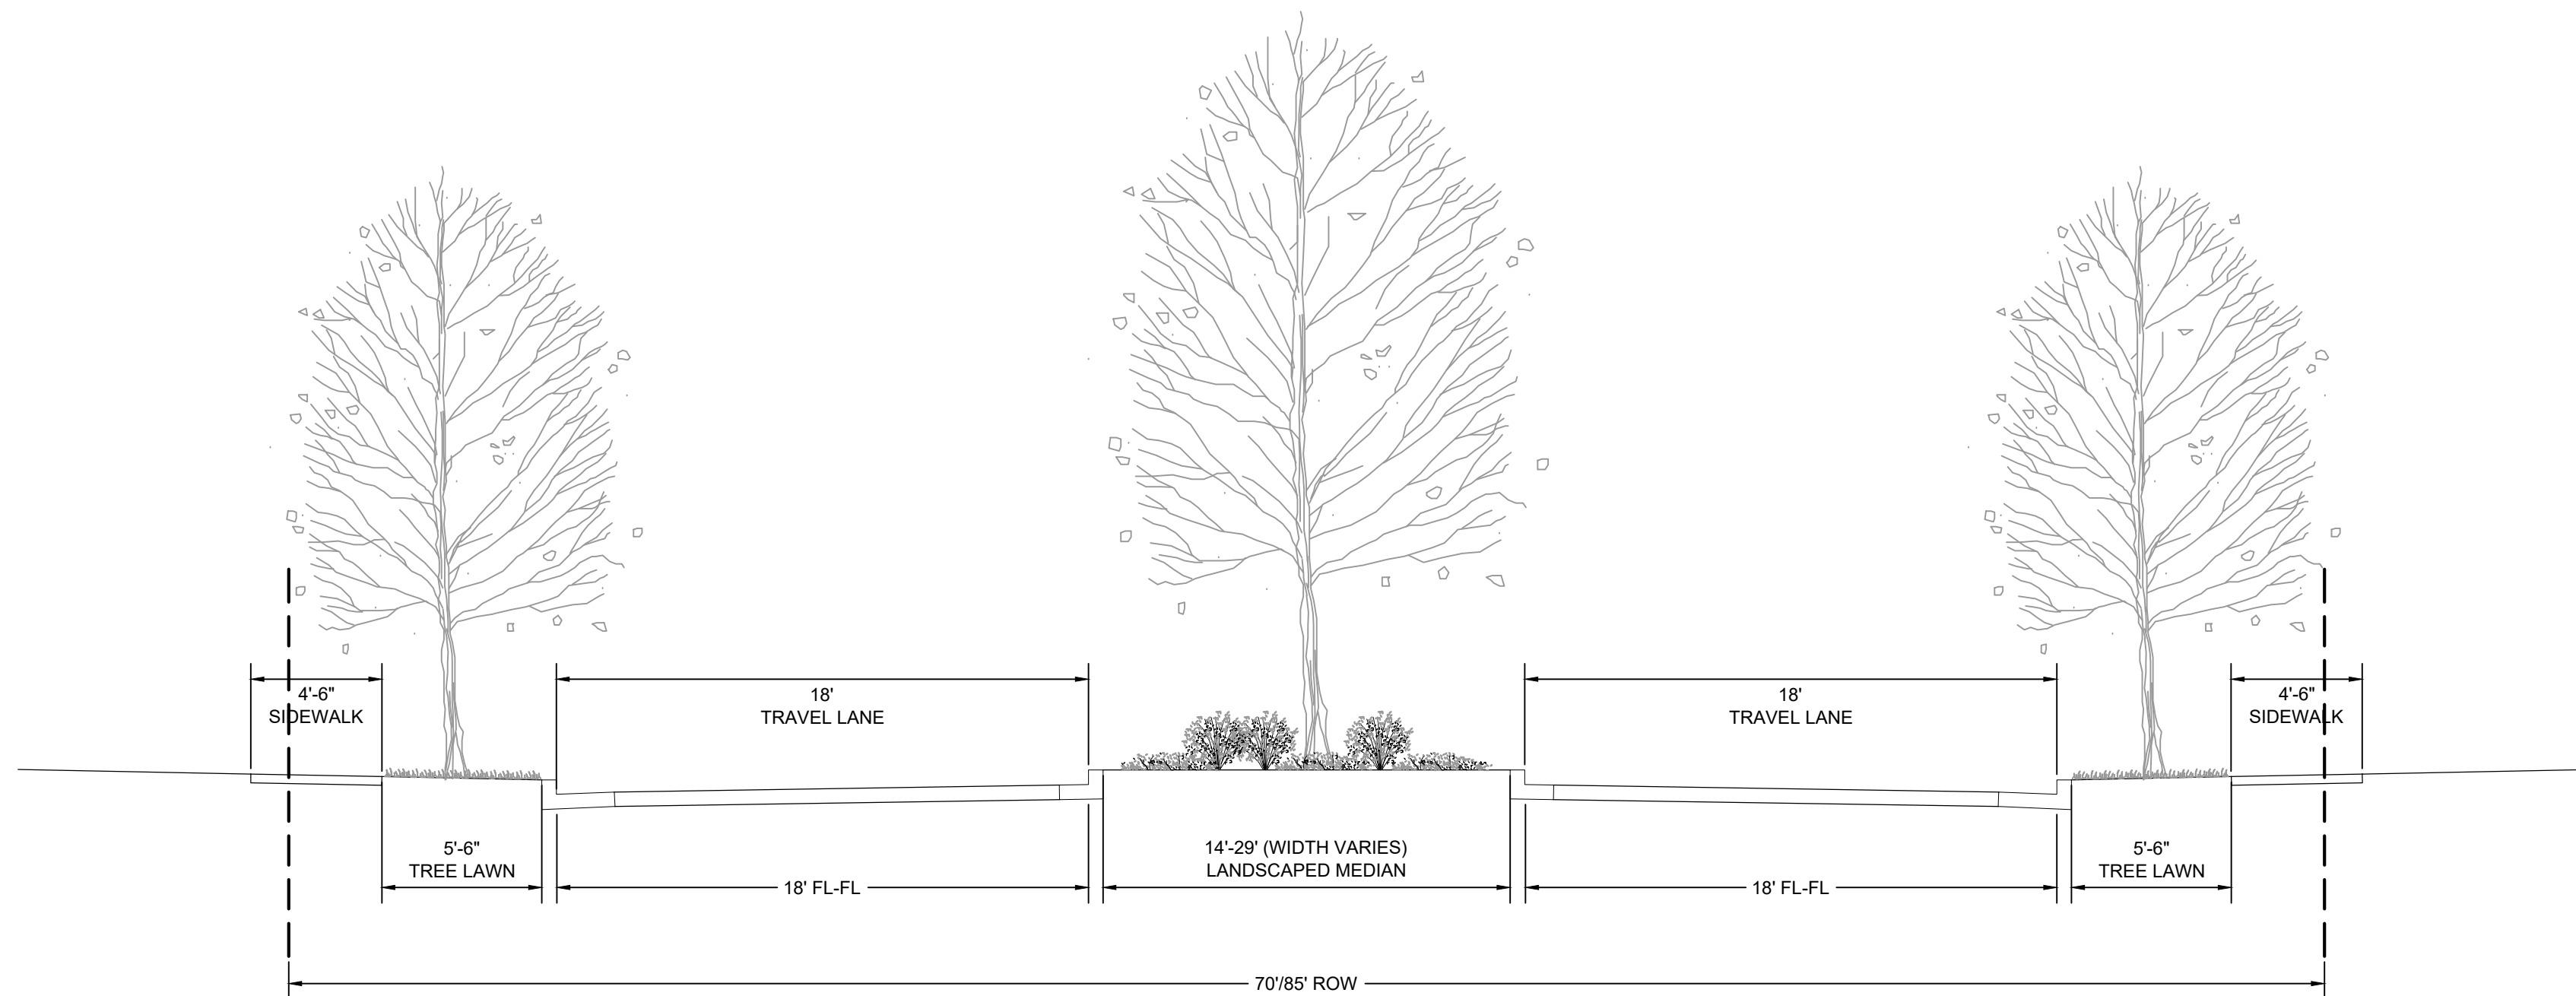 4'-6"
SIDEWALK
18'
TRAVEL LANE
18'
TRAVEL LANE
4'-6"
SIDEWALK
5'-6"
TREE LAWN
18' FL-FL
14'-29' (WIDTH VARIES)
LANDSCAPED MEDIAN
18' FL-FL
5'-6"
TREE LAWN
70'/85' ROW